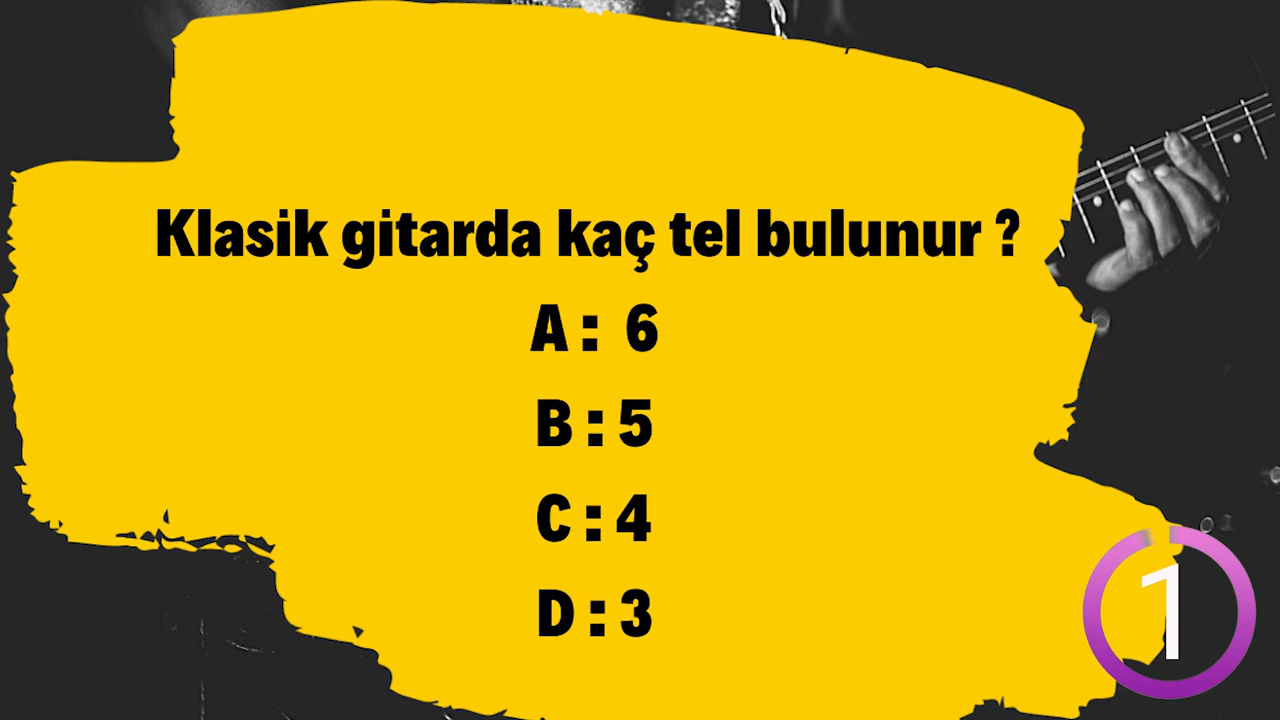 Klasik gitarda kaç tel bulunur ?
A : 6
B : 5
C : 4
D : 3
1